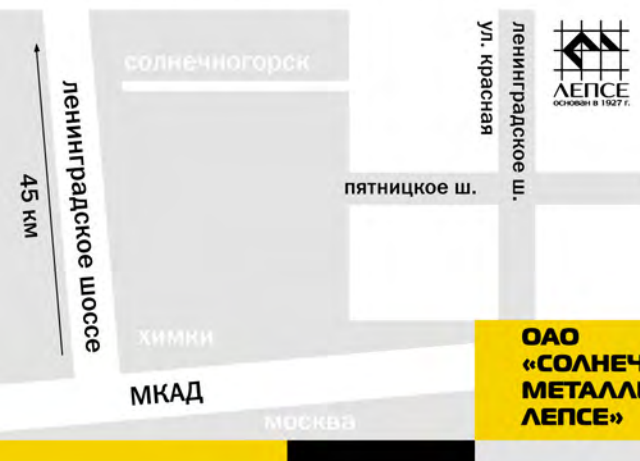 солнечногорск
ул. красная
ленинградское ш.
ЛЕПСЕ
основан в 1927 г.
ленинградское шоссе
45 км
пятницкое ш.
химки
МКАД
москва
ОАО
«СОЛНЕЧ
МЕТАЛЛ
ЛЕПСЕ»